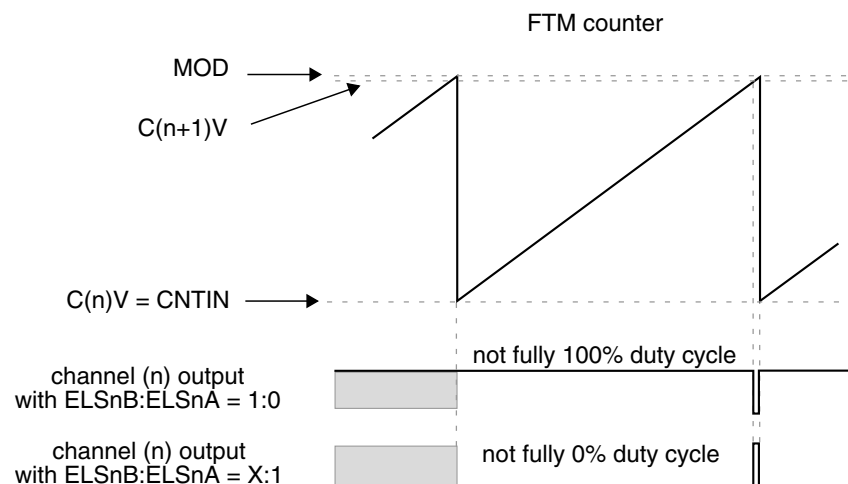 FTM counter
MOD
C(n+1)V
C(n)V = CNTIN
not fully 100% duty cycle
channel (n) output
with ELSnB:ELSnA = 1:0
channel (n) output
with ELSnB:ELSnA = X:1
not fully 0% duty cycle